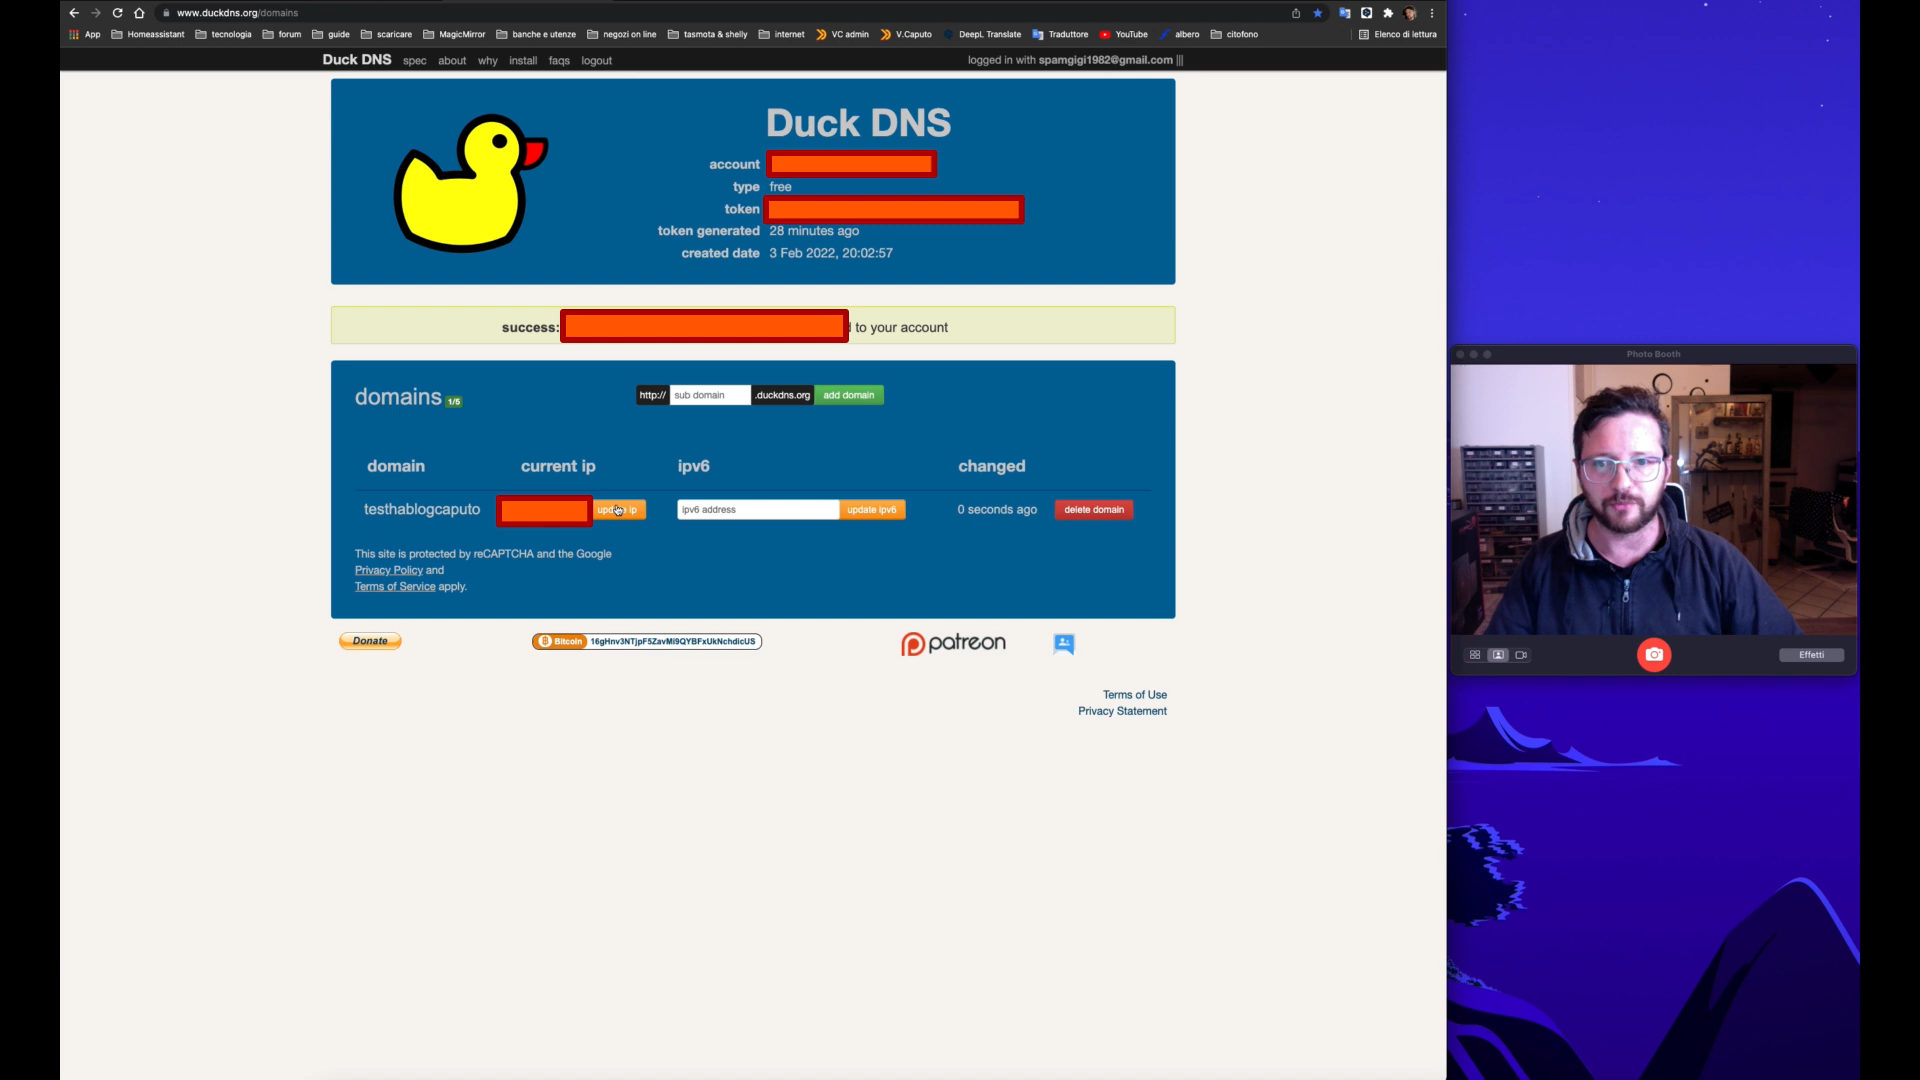 www.duckdns.org/domains
App Homeassistant tecnologia forum guide scaricare MagicMirror banche e utenze negozi on line tasmota & shelly internet VC admin V.Caputo DeepL Translate Traduttore YouTube albero citofono Elenco di lettura
Duck DNS spec about why install faqs logout logged in with spamgigi1982@gmail.com |||
Duck DNS
account
type free
token
token generated 28 minutes ago
created date 3 Feb 2022, 20:02:57
success: to your account
domains 1/5 http:// sub domain .duckdns.org add domain
domain current ip ipv6 changed
testhablogcaputo update ip ipv6 address update ipv6 0 seconds ago delete domain
This site is protected by reCAPTCHA and the Google
Privacy Policy and
Terms of Service apply.
Donate Bitcoin 16gHnv3NTjpF5ZavMi9QYBFxUkNchdicUS patreon
Terms of Use
Privacy Statement
Photo Booth
Effetti